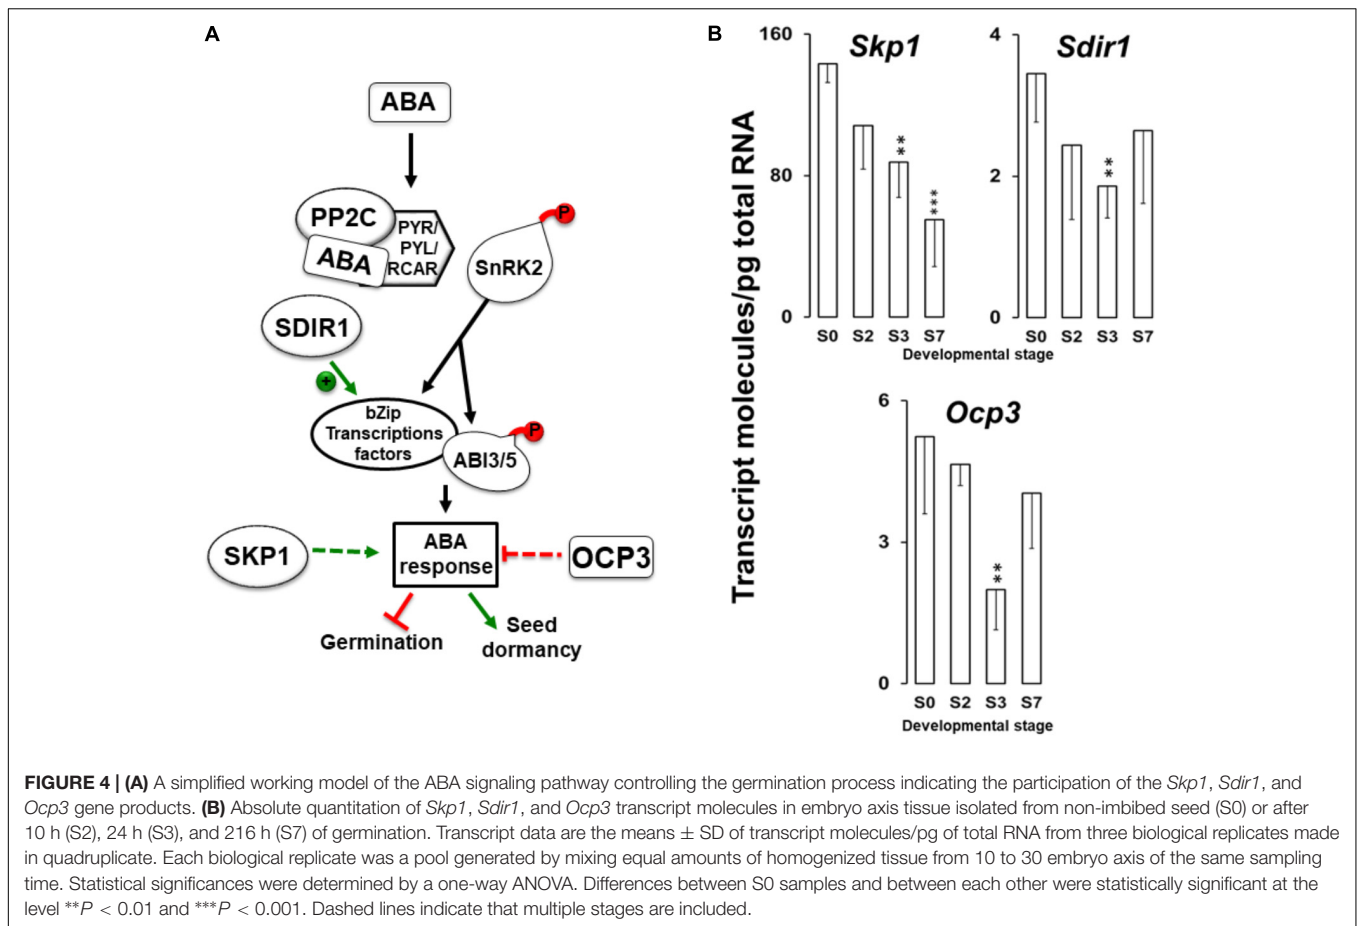 A
ABA
PP2C
PYR/
PYL/
RCAR
ABA
P
SnRK2
SDIR1
+
bZip
Transcriptions
factors
P
ABI3/5
SKP1
ABA
response
OCP3
Germination
Seed
dormancy
B
Transcript molecules/pg total RNA
Skp1
160
80
0
**
***
S0 S2 S3 S7
Developmental stage
Sdir1
4
2
0
**
S0 S2 S3 S7
Ocp3
6
3
0
**
S0 S2 S3 S7
Developmental stage
FIGURE 4 | (A) A simplified working model of the ABA signaling pathway controlling the germination process indicating the participation of the Skp1, Sdir1, and
Ocp3 gene products. (B) Absolute quantitation of Skp1, Sdir1, and Ocp3 transcript molecules in embryo axis tissue isolated from non-imbibed seed (S0) or after
10 h (S2), 24 h (S3), and 216 h (S7) of germination. Transcript data are the means ± SD of transcript molecules/pg of total RNA from three biological replicates made
in quadruplicate. Each biological replicate was a pool generated by mixing equal amounts of homogenized tissue from 10 to 30 embryo axis of the same sampling
time. Statistical significances were determined by a one-way ANOVA. Differences between S0 samples and between each other were statistically significant at the
level **P < 0.01 and ***P < 0.001. Dashed lines indicate that multiple stages are included.